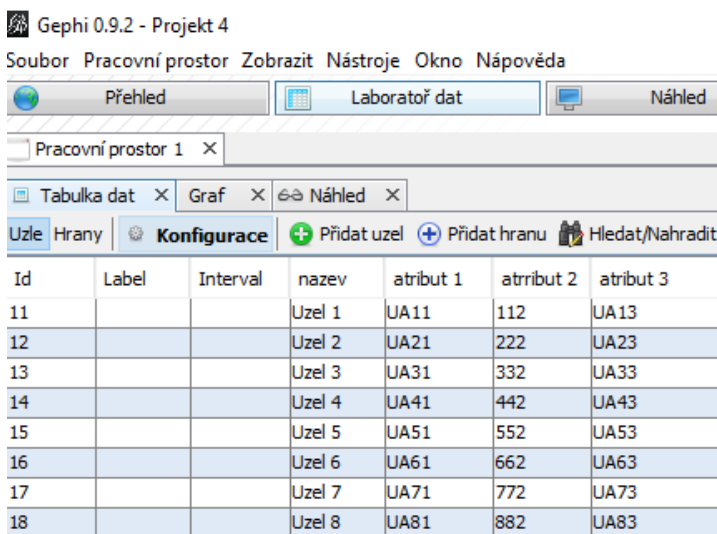 Gephi 0.9.2 - Projekt 4
Soubor Pracovní prostor Zobrazit Nástroje Okno Nápověda
Přehled Laboratoř dat Náhled
Pracovní prostor 1 ×
Tabulka dat × Graf × Náhled ×
Uzle Hrany Konfigurace Přidat uzel Přidat hranu Hledat/Nahradit
Id Label Interval nazev atribut 1 atrribut 2 atribut 3
11 Uzel 1 UA11 112 UA13
12 Uzel 2 UA21 222 UA23
13 Uzel 3 UA31 332 UA33
14 Uzel 4 UA41 442 UA43
15 Uzel 5 UA51 552 UA53
16 Uzel 6 UA61 662 UA63
17 Uzel 7 UA71 772 UA73
18 Uzel 8 UA81 882 UA83